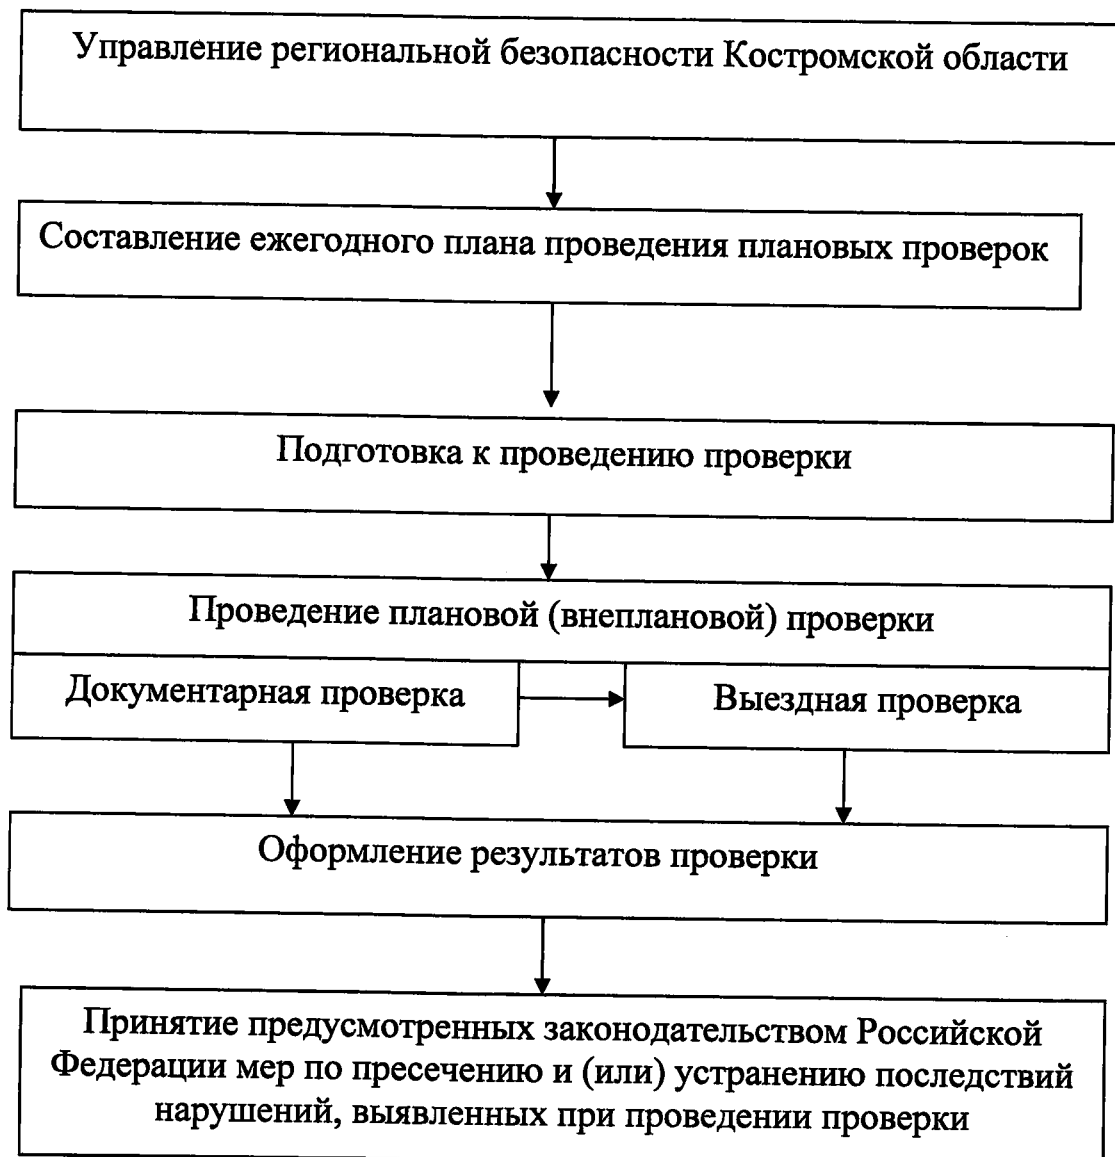 Управление региональной безопасности Костромской области
Составление ежегодного плана проведения плановых проверок
Подготовка к проведению проверки
Проведение плановой (внеплановой) проверки
Документарная проверка
Выездная проверка
Оформление результатов проверки
Принятие предусмотренных законодательством Российской
Федерации мер по пресечению и (или) устранению последствий
нарушений, выявленных при проведении проверки